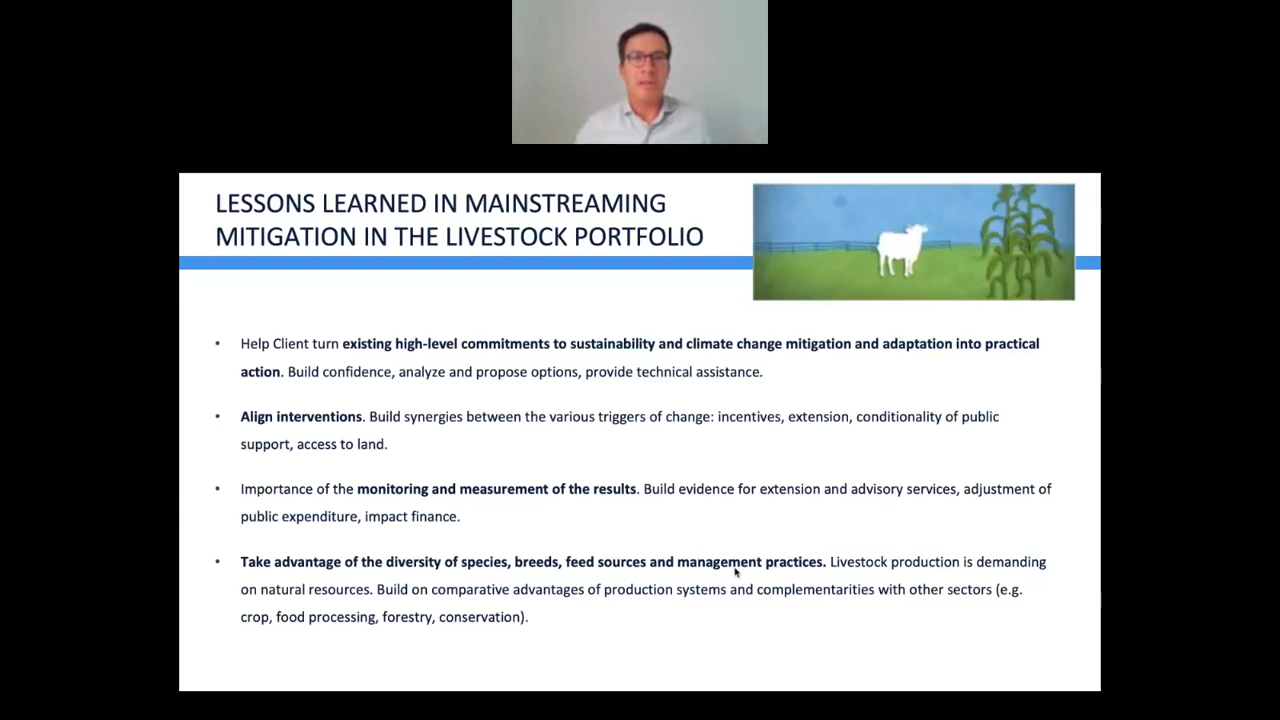 LESSONS LEARNED IN MAINSTREAMING
MITIGATION IN THE LIVESTOCK PORTFOLIO
• Help Client turn existing high-level commitments to sustainability and climate change mitigation and adaptation into practical
action. Build confidence, analyze and propose options, provide technical assistance.
• Align interventions. Build synergies between the various triggers of change: incentives, extension, conditionality of public
support, access to land.
• Importance of the monitoring and measurement of the results. Build evidence for extension and advisory services, adjustment of
public expenditure, impact finance.
• Take advantage of the diversity of species, breeds, feed sources and management practices. Livestock production is demanding
on natural resources. Build on comparative advantages of production systems and complementarities with other sectors (e.g.
crop, food processing, forestry, conservation).